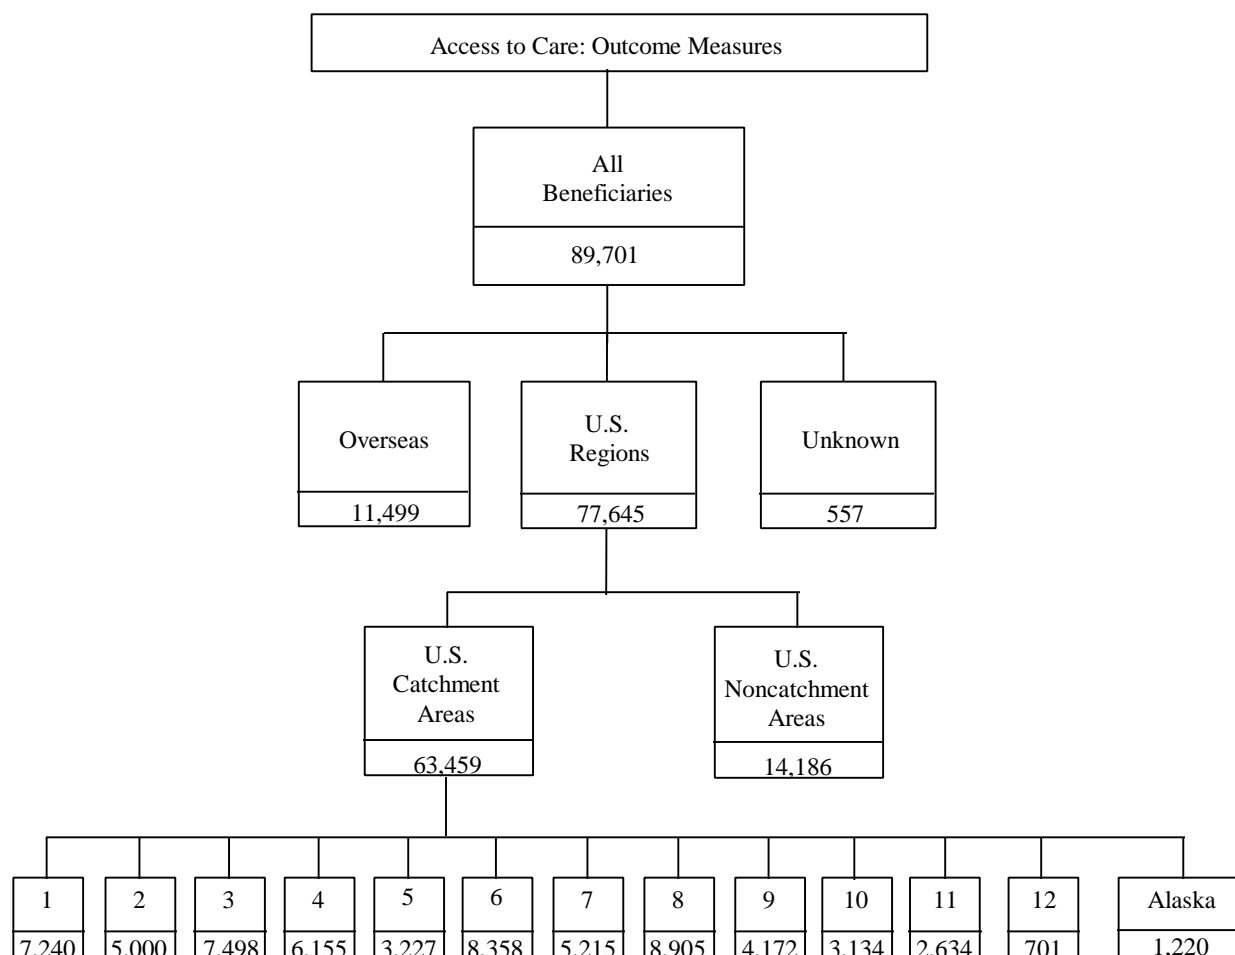 Access to Care: Outcome Measures
All
Beneficiaries
89,701
Overseas
11,499
U.S.
Regions
77,645
Unknown
557
U.S.
Catchment
Areas
63,459
U.S.
Noncatchment
Areas
14,186
1 2 3 4 5 6 7 8 9 10 11 12 Alaska
7,240 5,000 7,498 6,155 3,227 8,358 5,215 8,905 4,172 3,134 2,634 701 1,220